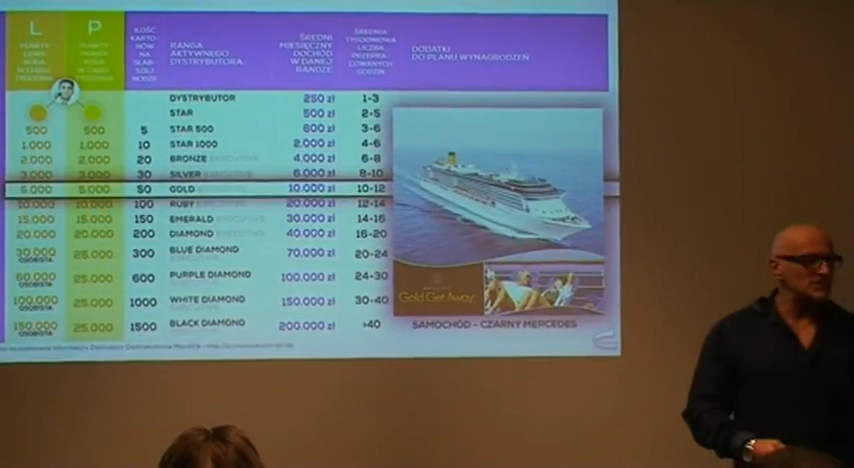 L P
PUNKTY PUNKTY ILOŚĆ
KARTO-
NÓW
NA
SŁAB-
SZEJ
NODZE
RANGA
AKTYWNEGO
DYSTRYBUTORA
ŚREDNI
MIESIĘCZNY
DOCHÓD
W DANEJ
RANDZE
ŚREDNIA
TYGODNIOWA
LICZBA
PRZEPRA-
COWANYCH
GODZIN
DODATKI
DO PLANU WYNAGRODZEŃ
DYSTRYBUTOR 250 zł 1-3
STAR 500 zł 2-5
500 500 5 STAR 500 800 zł 3-6
1.000 1.000 10 STAR 1000 2.000 zł 4-6
2.000 2.000 20 BRONZE EXECUTIVE 4.000 zł 6-8
3.000 3.000 30 SILVER EXECUTIVE 6.000 zł 8-10
5.000 5.000 50 GOLD EXECUTIVE 10.000 zł 10-12
10.000 10.000 100 RUBY EXECUTIVE 20.000 zł 12-14
15.000 15.000 150 EMERALD EXECUTIVE 30.000 zł 14-16
20.000 20.000 200 DIAMOND EXECUTIVE 40.000 zł 16-20
30.000 OSOBISTA 25.000 300 BLUE DIAMOND EXECUTIVE 70.000 zł 20-24
60.000 OSOBISTA 25.000 600 PURPLE DIAMOND EXECUTIVE 100.000 zł 24-30
100.000 OSOBISTA 25.000 1000 WHITE DIAMOND EXECUTIVE 150.000 zł 30-40
150.000 OSOBISTA 25.000 1500 BLACK DIAMOND 200.000 zł >40
Gold Get Away
SAMOCHÓD - CZARNY MERCEDES